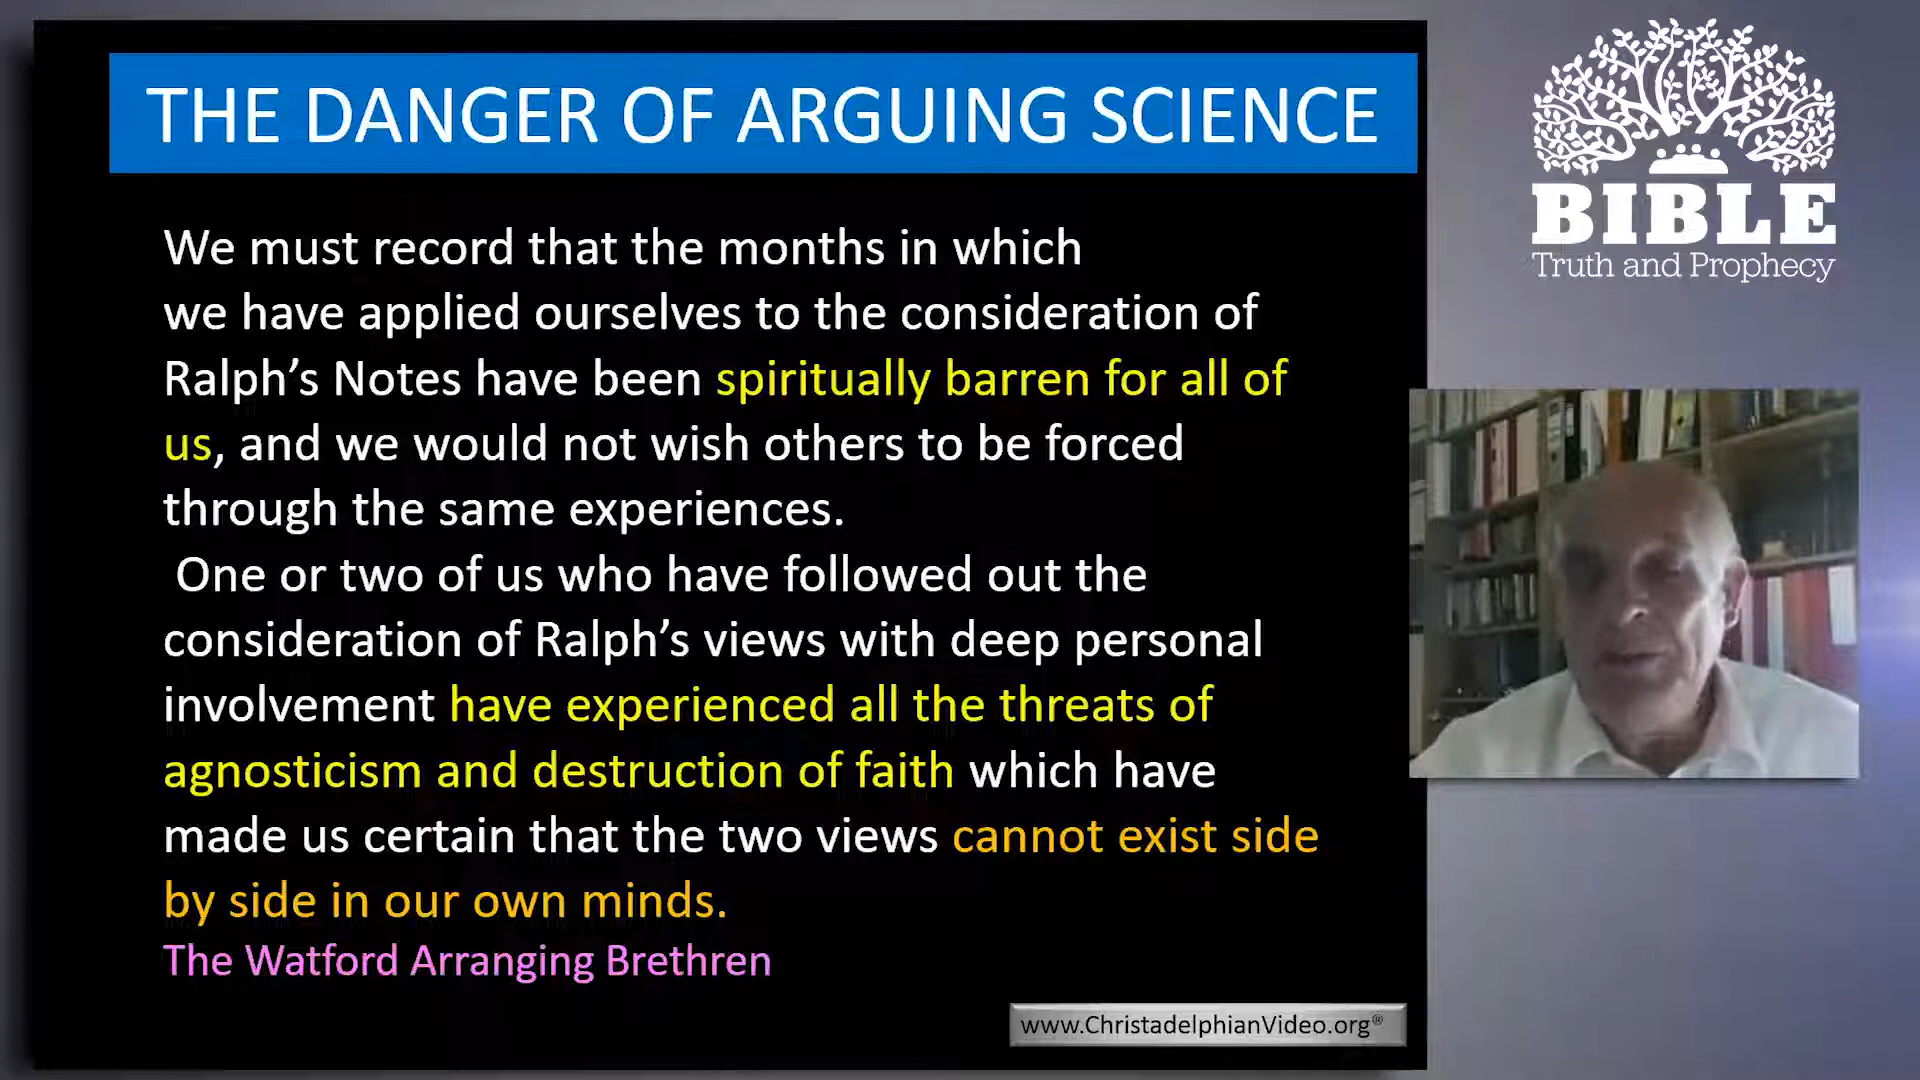 THE DANGER OF ARGUING SCIENCE
We must record that the months in which
we have applied ourselves to the consideration of
Ralph’s Notes have been spiritually barren for all of
us, and we would not wish others to be forced
through the same experiences.
One or two of us who have followed out the
consideration of Ralph’s views with deep personal
involvement have experienced all the threats of
agnosticism and destruction of faith which have
made us certain that the two views cannot exist side
by side in our own minds.
The Watford Arranging Brethren
www.ChristadelphianVideo.org®
BIBLE
Truth and Prophecy